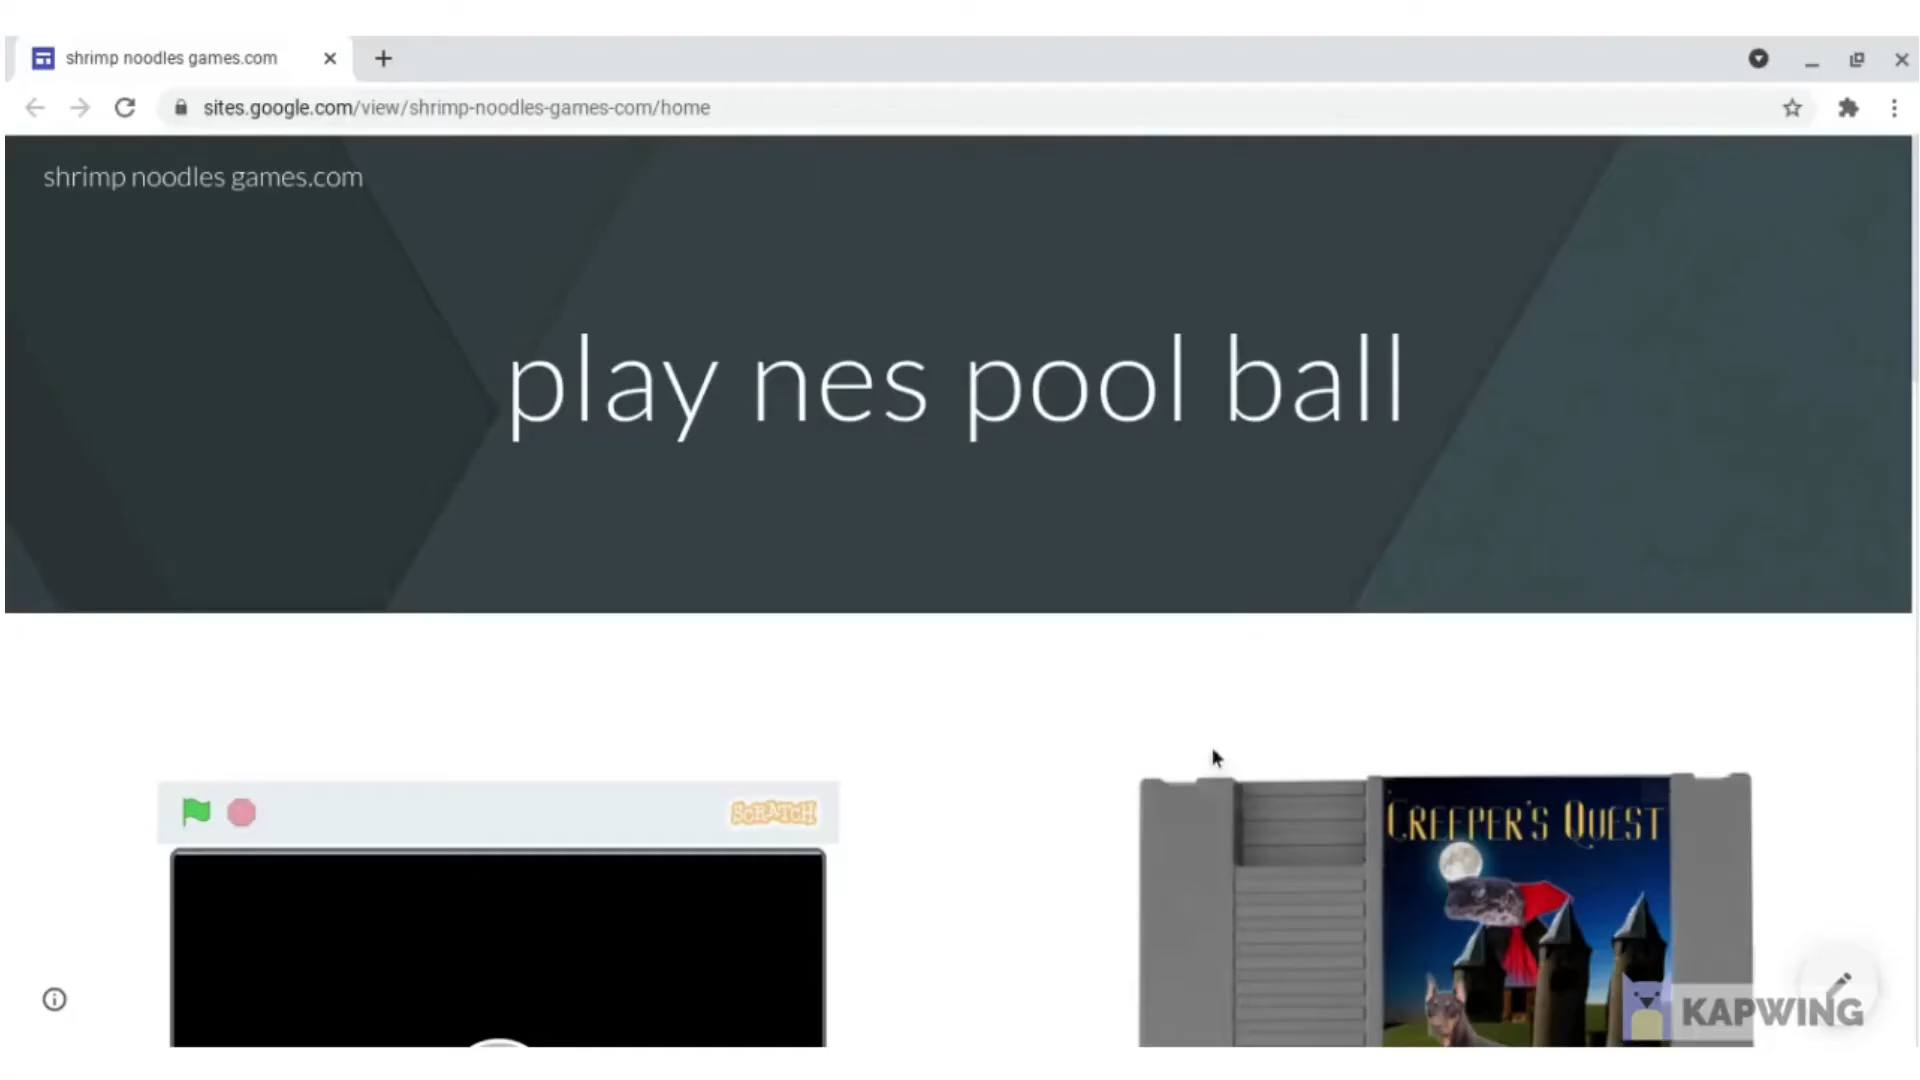 shrimp noodles games.com
sites.google.com/view/shrimp-noodles-games-com/home
shrimp noodles games.com
play nes pool ball
SCRATCH
CREEPER'S QUEST
KAPWING